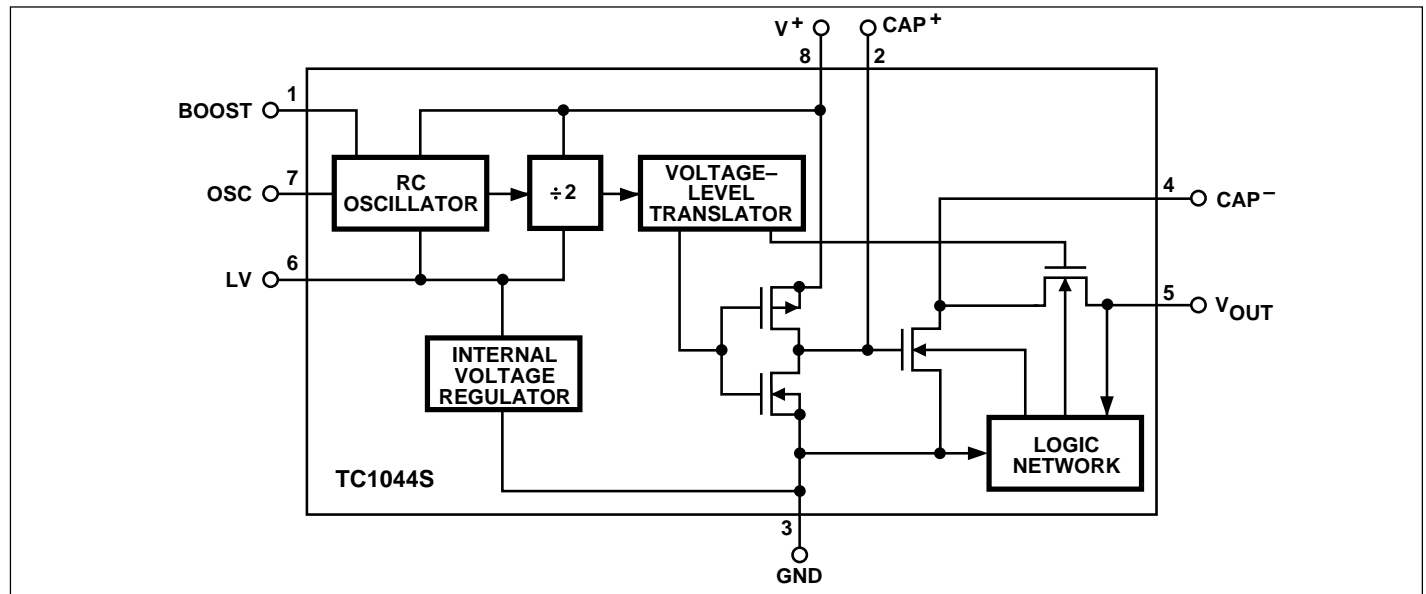 V+
CAP+
8
2
BOOST
1
RC
OSCILLATOR
÷2
VOLTAGE–
LEVEL
TRANSLATOR
OSC
7
4
CAP–
LV
6
5
VOUT
INTERNAL
VOLTAGE
REGULATOR
LOGIC
NETWORK
TC1044S
3
GND